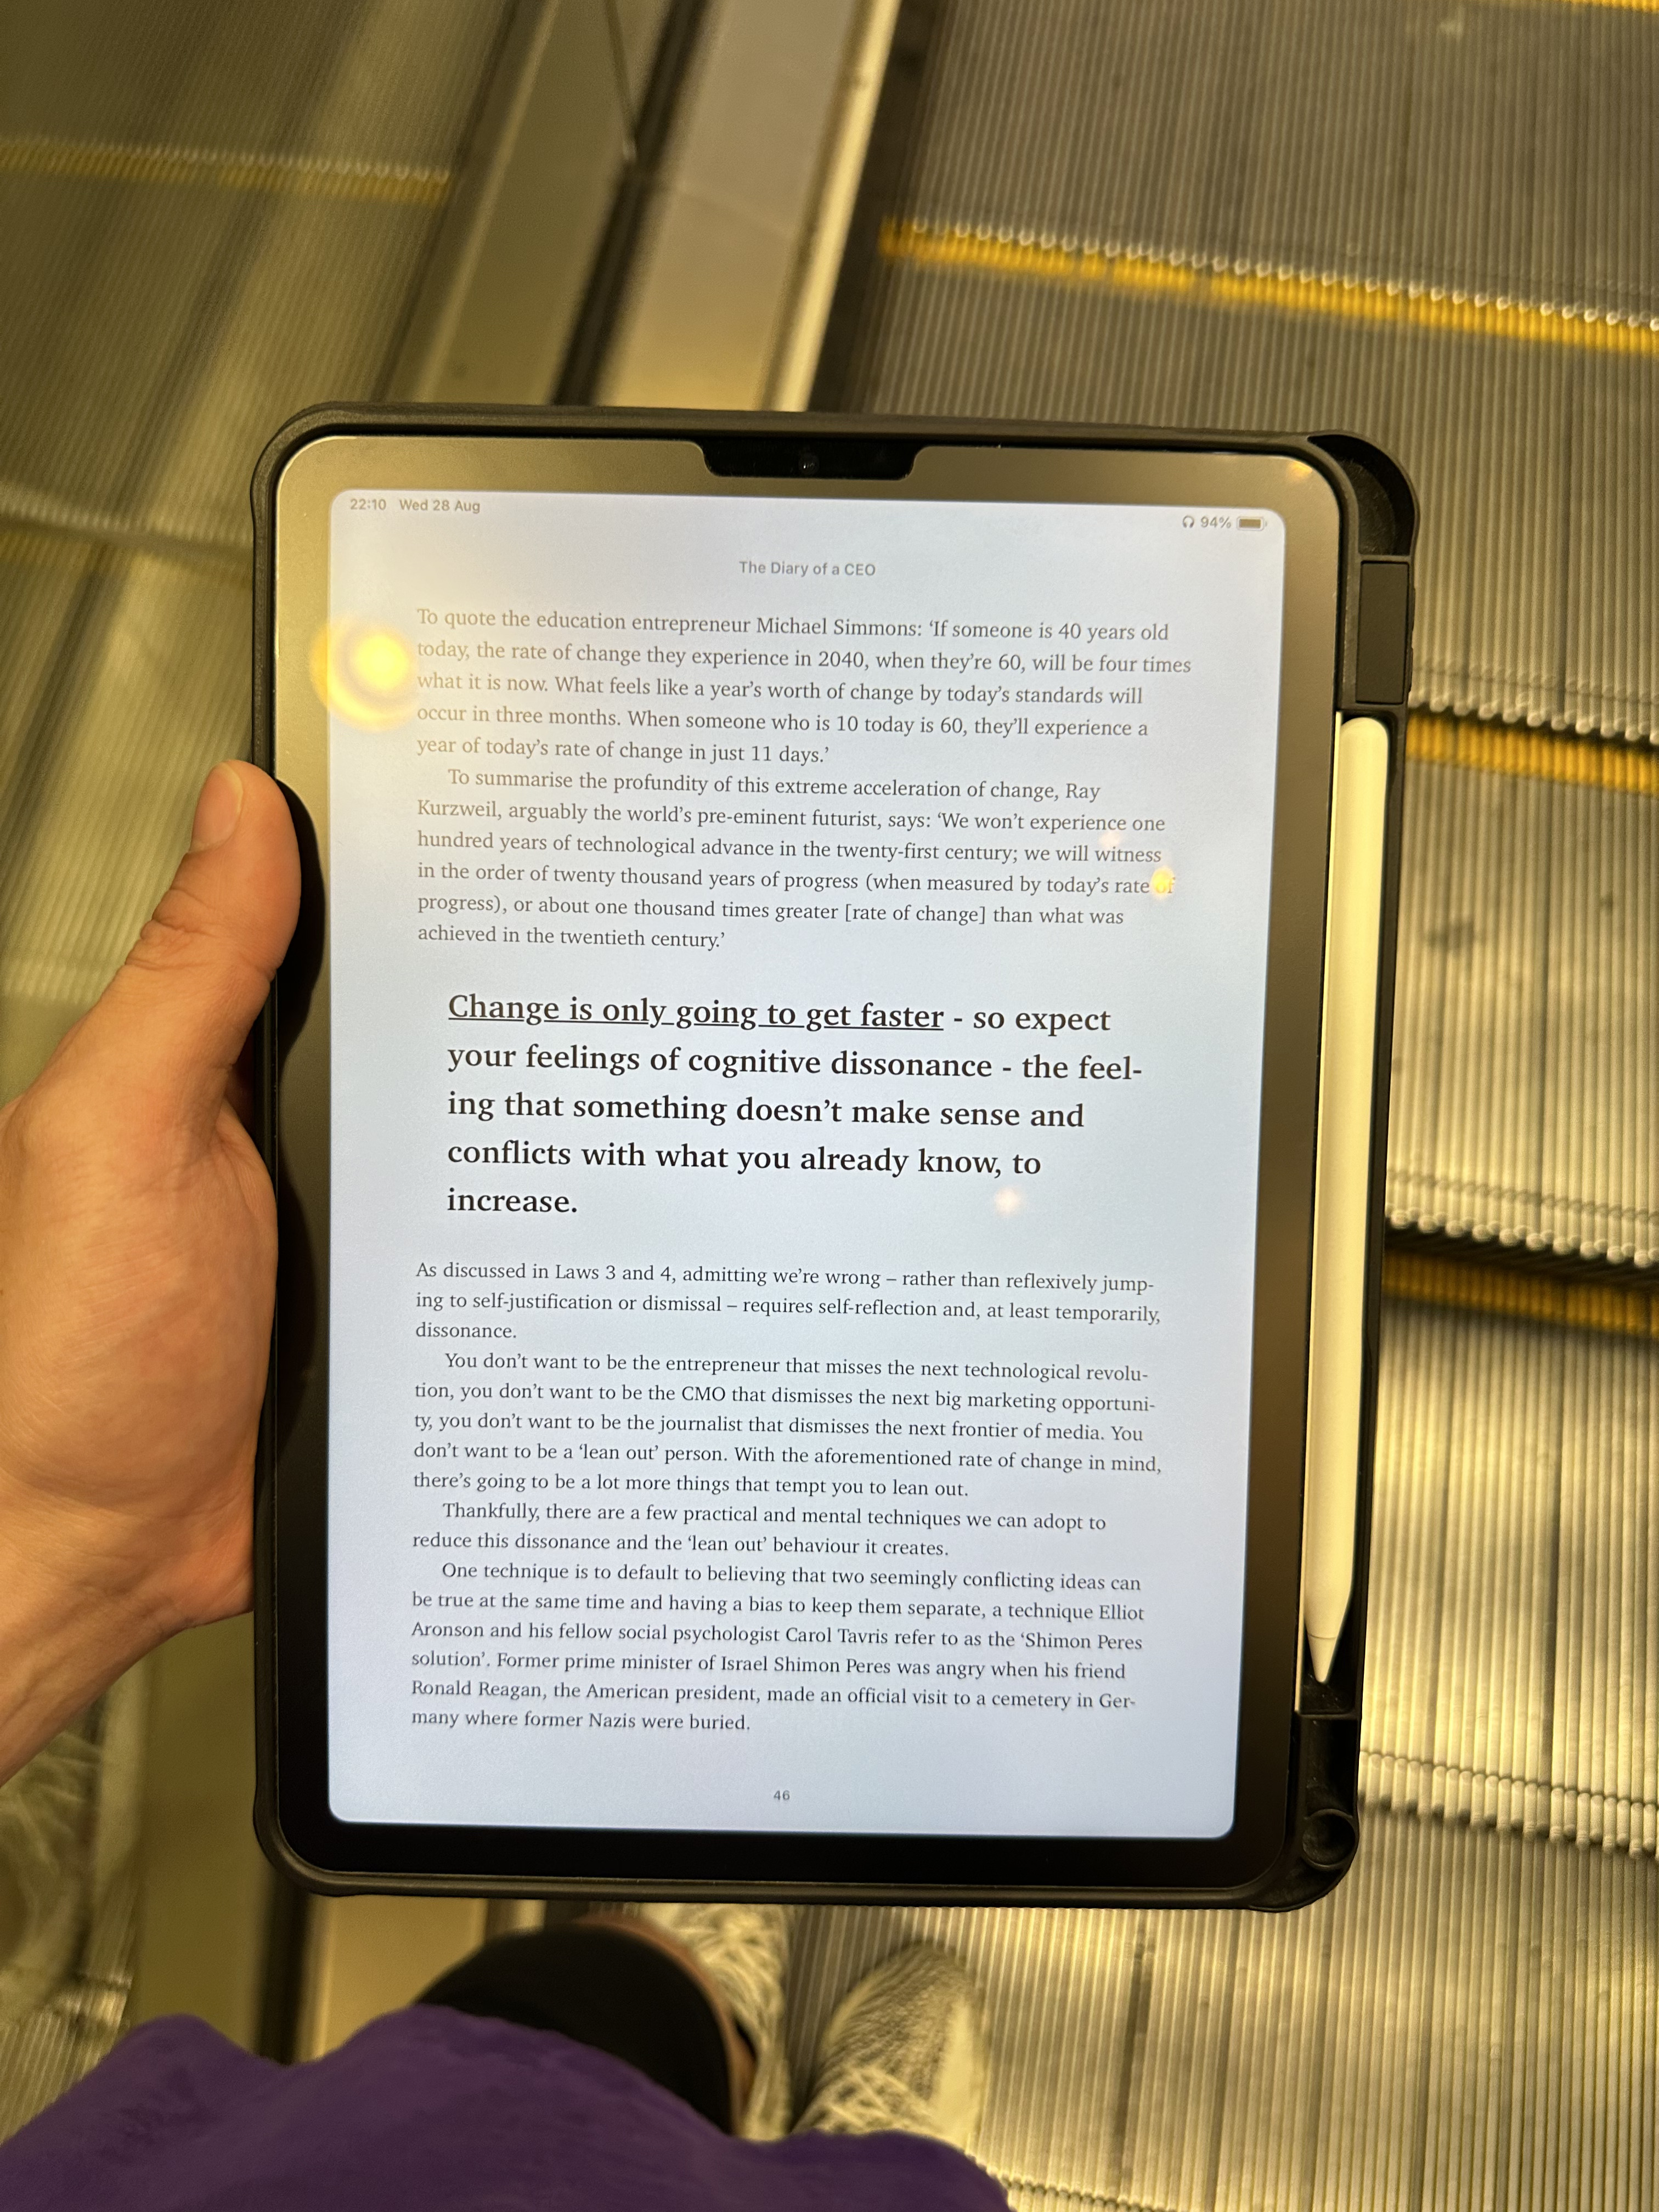 22:10 Wed 28 Aug
94%
The Diary of a CEO
To quote the education entrepreneur Michael Simmons: ‘If someone is 40 years old
today, the rate of change they experience in 2040, when they’re 60, will be four times
what it is now. What feels like a year’s worth of change by today’s standards will
occur in three months. When someone who is 10 today is 60, they’ll experience a
year of today’s rate of change in just 11 days.’
To summarise the profundity of this extreme acceleration of change, Ray
Kurzweil, arguably the world’s pre-eminent futurist, says: ‘We won’t experience one
hundred years of technological advance in the twenty-first century; we will witness
in the order of twenty thousand years of progress (when measured by today’s rate of
progress), or about one thousand times greater [rate of change] than what was
achieved in the twentieth century.’
Change is only going to get faster - so expect
your feelings of cognitive dissonance - the feel-
ing that something doesn’t make sense and
conflicts with what you already know, to
increase.
As discussed in Laws 3 and 4, admitting we’re wrong – rather than reflexively jump-
ing to self-justification or dismissal – requires self-reflection and, at least temporarily,
dissonance.
You don’t want to be the entrepreneur that misses the next technological revolu-
tion, you don’t want to be the CMO that dismisses the next big marketing opportuni-
ty, you don’t want to be the journalist that dismisses the next frontier of media. You
don’t want to be a ‘lean out’ person. With the aforementioned rate of change in mind,
there’s going to be a lot more things that tempt you to lean out.
Thankfully, there are a few practical and mental techniques we can adopt to
reduce this dissonance and the ‘lean out’ behaviour it creates.
One technique is to default to believing that two seemingly conflicting ideas can
be true at the same time and having a bias to keep them separate, a technique Elliot
Aronson and his fellow social psychologist Carol Tavris refer to as the ‘Shimon Peres
solution’. Former prime minister of Israel Shimon Peres was angry when his friend
Ronald Reagan, the American president, made an official visit to a cemetery in Ger-
many where former Nazis were buried.
46